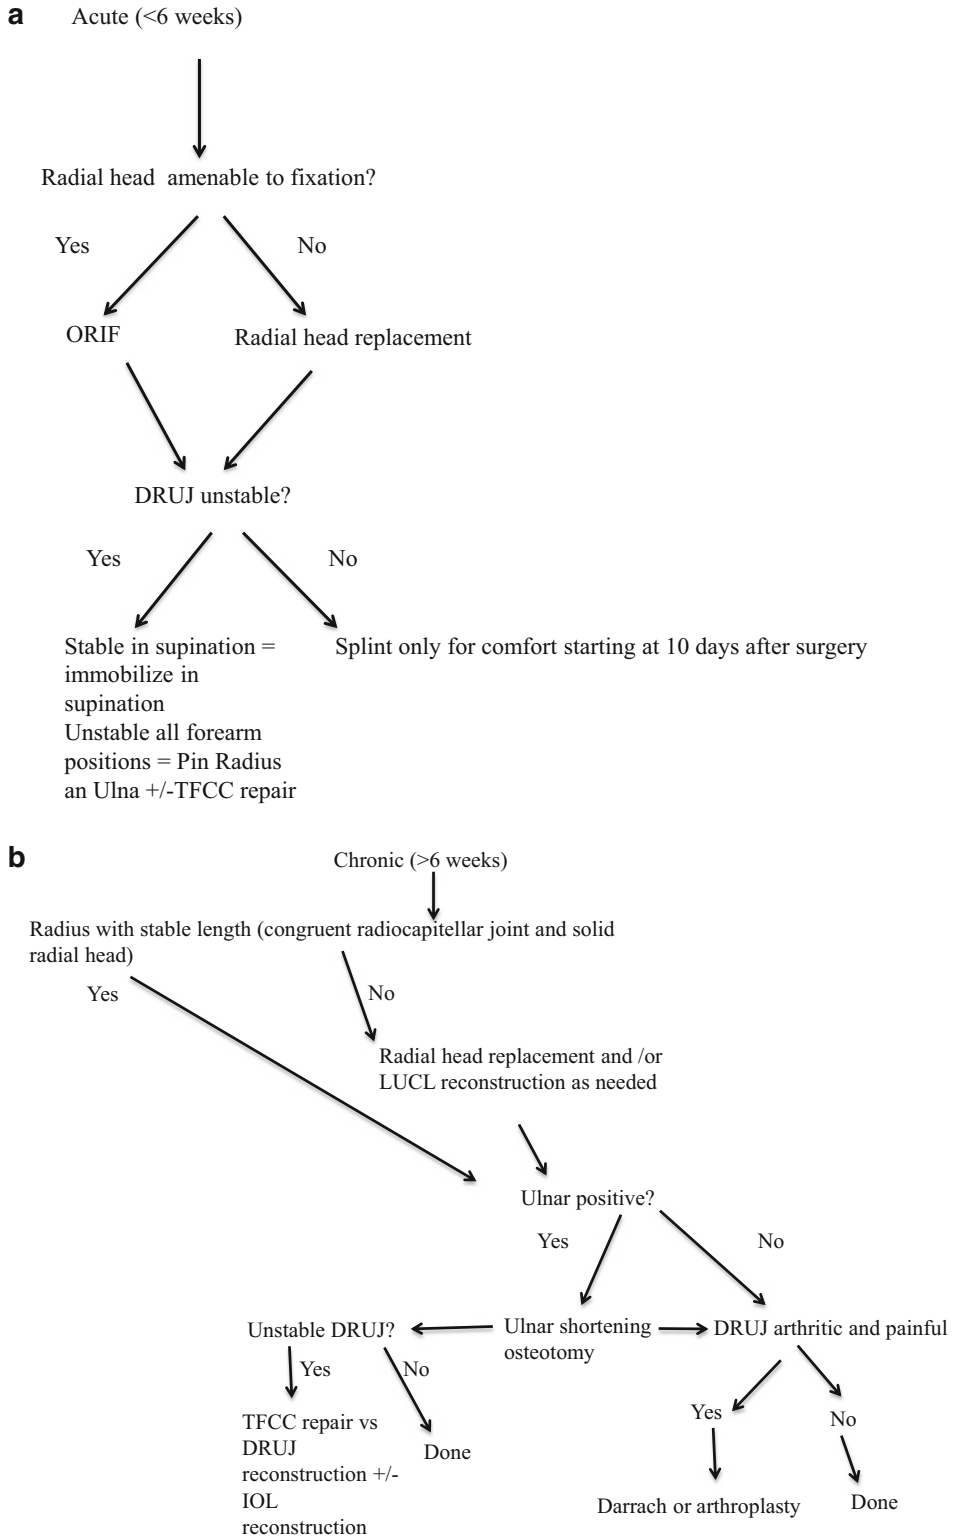 a
Acute (<6 weeks)
Radial head amenable to fixation?
Yes
No
ORIF
Radial head replacement
DRUJ unstable?
Yes
No
Stable in supination =
immobilize in
supination
Unstable all forearm
positions = Pin Radius
an Ulna +/-TFCC repair
Splint only for comfort starting at 10 days after surgery
b
Chronic (>6 weeks)
Radius with stable length (congruent radiocapitellar joint and solid
radial head)
Yes
No
Radial head replacement and /or
LUCL reconstruction as needed
Ulnar positive?
Yes
No
Unstable DRUJ?
Ulnar shortening
osteotomy
DRUJ arthritic and painful
Yes
No
TFCC repair vs
DRUJ
reconstruction +/-
IOL
reconstruction
Done
Yes
No
Darrach or arthroplasty
Done